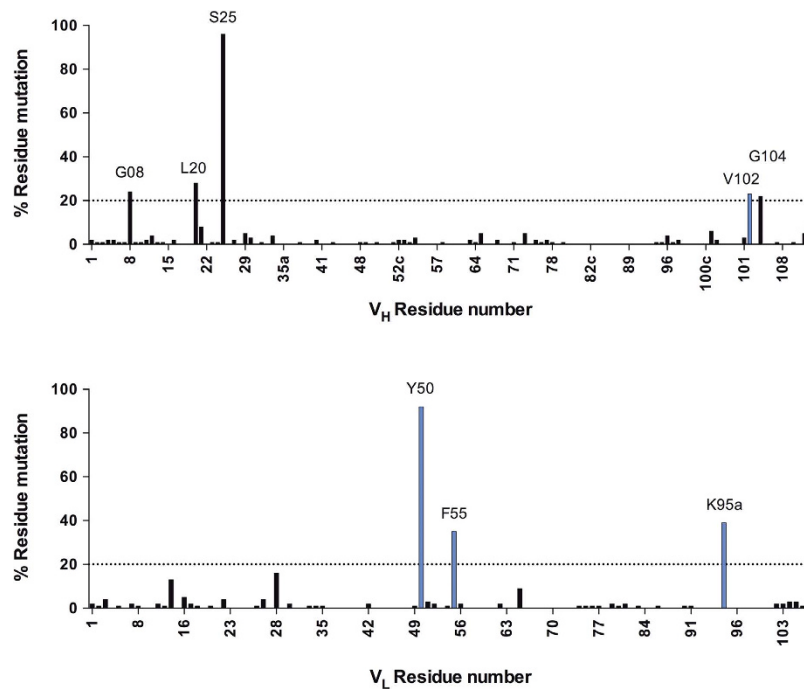 S25
100
80
60
40
20
0
% Residue mutation
G08
L20
V102
G104
1 8 15 22 29 35a 41 48 52c 57 64 71 78 82c 89 96 100c 101 108
VH Residue number
Y50
100
80
60
40
20
0
% Residue mutation
F55
K95a
1 16 23 28 35 42 49 56 63 70 77 84 91 96 103
VL Residue number